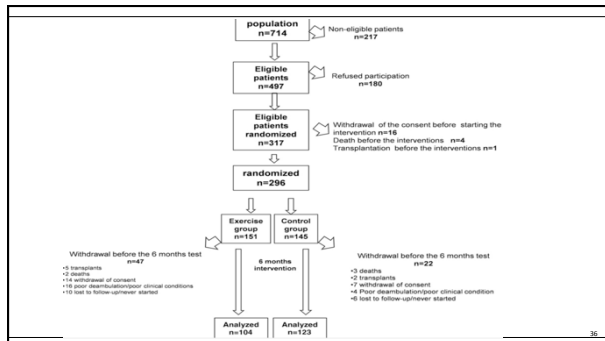 population
n=714
Non-eligible patients
n=217
Eligible
patients
n=497
Refused participation
n=180
Eligible
patients
randomized
n=317
Withdrawal of the consent before starting the
intervention n=16
Death before the interventions n=4
Transplantation before the interventions n=1
randomized
n=296
Exercise
group
n=151
Control
group
n=145
Withdrawal before the 6 months test
n=47
•5 transplants
•2 deaths
•14 withdrawal of consent
•16 poor deambulation/poor clinical conditions
•10 lost to follow-up/never started
6 months
intervention
Withdrawal before the 6 months test
n=22
•3 deaths
•2 transplants
•7 withdrawal of consent
•4 Poor deambulation/poor clinical condition
•6 lost to follow-up/never started
Analyzed
n=104
Analyzed
n=123
36